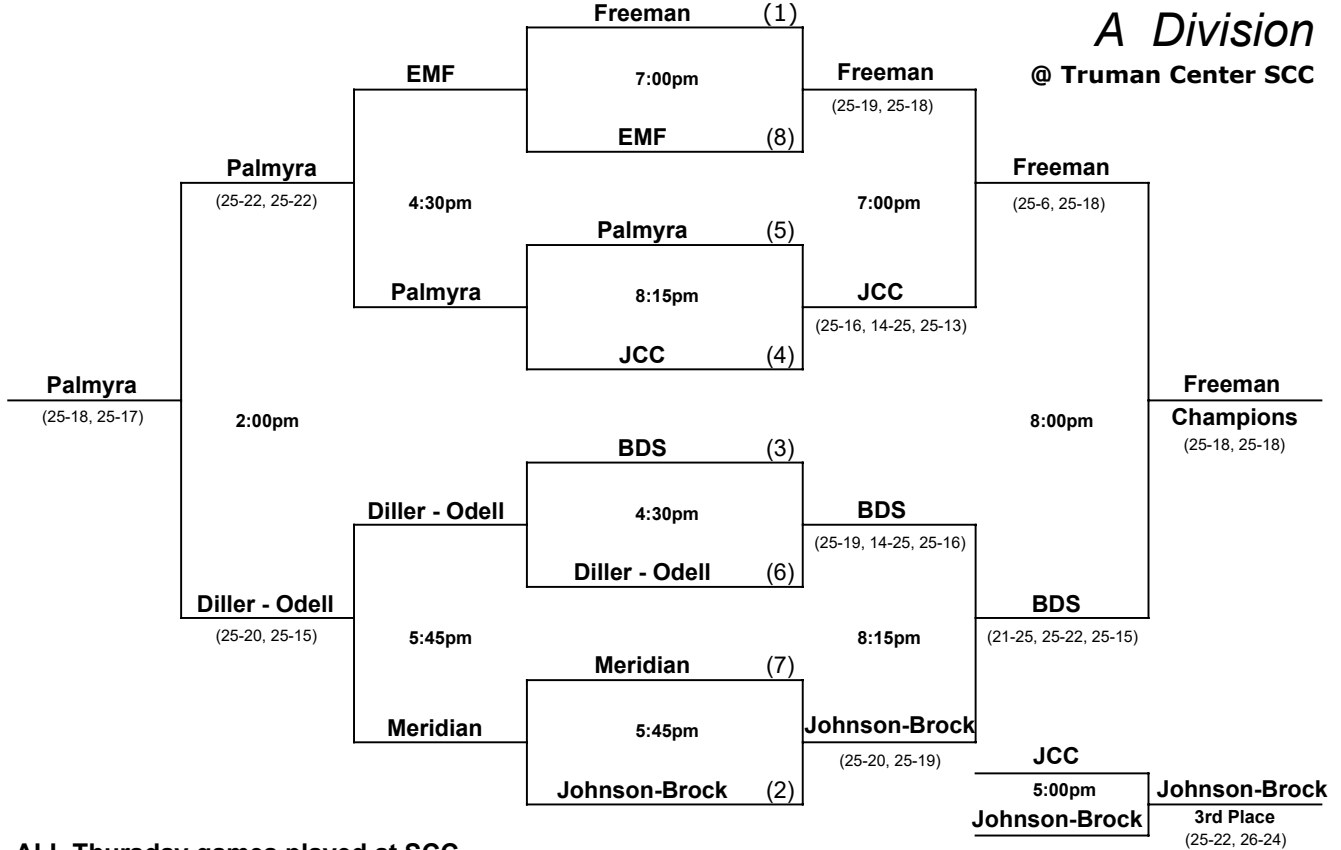 Freeman (1)
A Division
EMF
7:00pm
Freeman
@ Truman Center SCC
(25-19, 25-18)
EMF (8)
Palmyra
Freeman
(25-22, 25-22)
4:30pm
7:00pm
(25-6, 25-18)
Palmyra (5)
Palmyra
8:15pm
JCC
(25-16, 14-25, 25-13)
JCC (4)
Palmyra
Freeman
(25-18, 25-17)
2:00pm
8:00pm
Champions
(25-18, 25-18)
BDS (3)
Diller - Odell
4:30pm
BDS
(25-19, 14-25, 25-16)
Diller - Odell (6)
Diller - Odell
BDS
(25-20, 25-15)
5:45pm
8:15pm
(21-25, 25-22, 25-15)
Meridian (7)
Meridian
5:45pm
Johnson-Brock
(25-20, 25-19)
JCC
Johnson-Brock (2)
5:00pm
Johnson-Brock
Johnson-Brock
3rd Place
(25-22, 26-24)